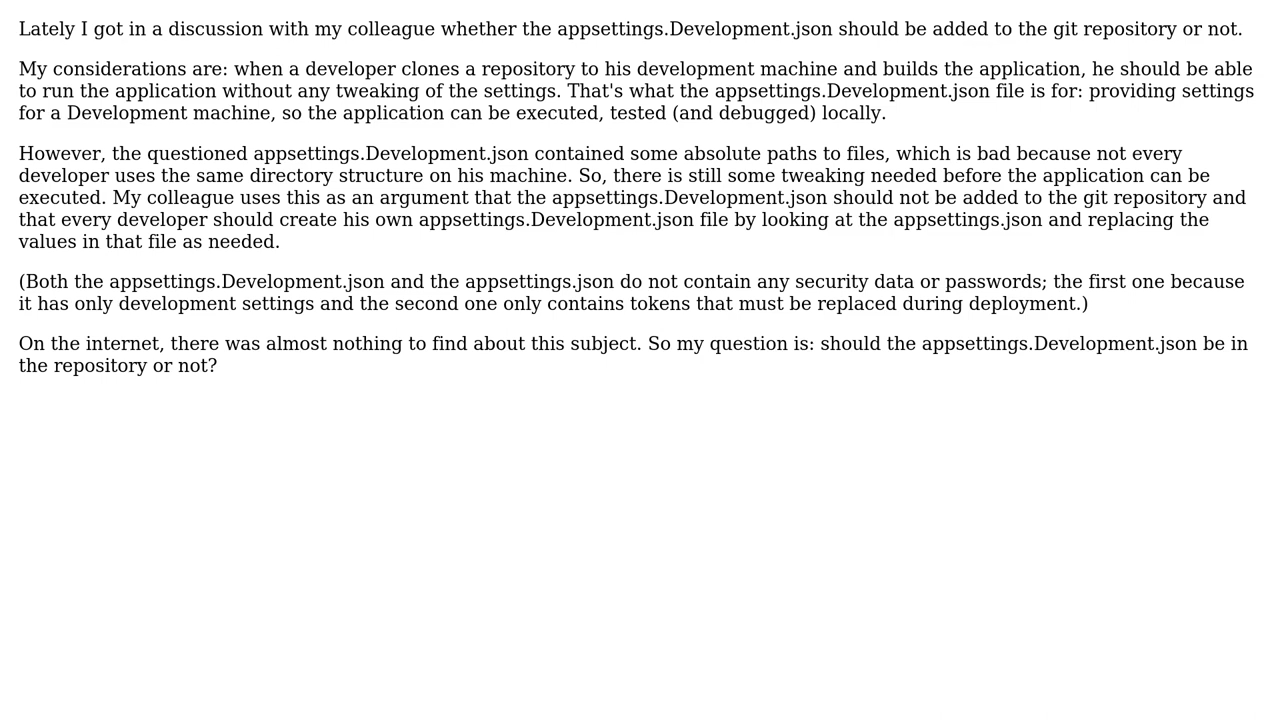 Lately I got in a discussion with my colleague whether the appsettings.Development.json should be added to the git repository or not.
My considerations are: when a developer clones a repository to his development machine and builds the application, he should be able
to run the application without any tweaking of the settings. That's what the appsettings.Development.json file is for: providing settings
for a Development machine, so the application can be executed, tested (and debugged) locally.
However, the questioned appsettings.Development.json contained some absolute paths to files, which is bad because not every
developer uses the same directory structure on his machine. So, there is still some tweaking needed before the application can be
executed. My colleague uses this as an argument that the appsettings.Development.json should not be added to the git repository and
that every developer should create his own appsettings.Development.json file by looking at the appsettings.json and replacing the
values in that file as needed.
(Both the appsettings.Development.json and the appsettings.json do not contain any security data or passwords; the first one because
it has only development settings and the second one only contains tokens that must be replaced during deployment.)
On the internet, there was almost nothing to find about this subject. So my question is: should the appsettings.Development.json be in
the repository or not?